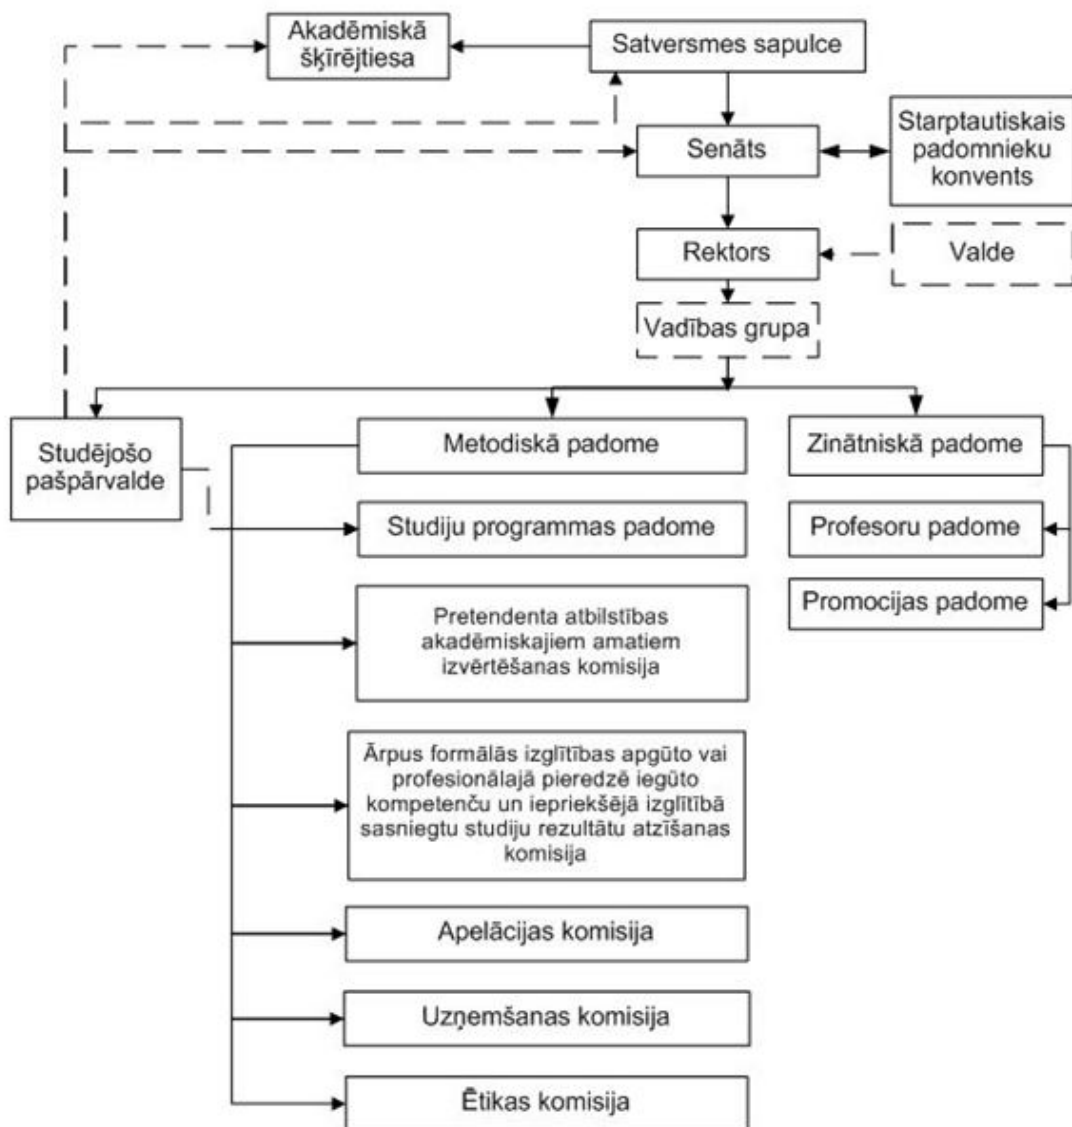 Akadēmiskā
šķīrējtiesa
Satversmes sapulce
Senāts
Starptautiskais
padomnieku
konvents
Rektors
Valde
Vadības grupa
Studējošo
pašpārvalde
Metodiskā padome
Zinātniskā padome
Studiju programmas padome
Profesoru padome
Pretendenta atbilstības
akadēmiskajiem amatiem
izvērtēšanas komisija
Promocijas padome
Ārpus formālās izglītības apgūto vai
profesionālajā pieredzē iegūto
kompetenču un iepriekšējā izglītībā
sasniegtu studiju rezultātu atzīšanas
komisija
Apelācijas komisija
Uzņemšanas komisija
Ētikas komisija